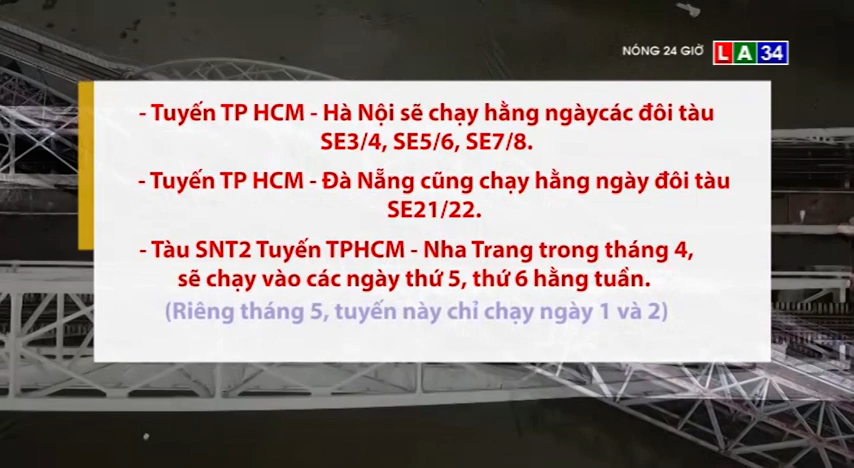 NÓNG 24 GIỜ LA34
- Tuyến TP HCM - Hà Nội sẽ chạy hằng ngàycác đôi tàu
SE3/4, SE5/6, SE7/8.
- Tuyến TP HCM - Đà Nẵng cũng chạy hằng ngày đôi tàu
SE21/22.
- Tàu SNT2 Tuyến TPHCM - Nha Trang trong tháng 4,
sẽ chạy vào các ngày thứ 5, thứ 6 hằng tuần.
(Riêng tháng 5, tuyến này chỉ chạy ngày 1 và 2)